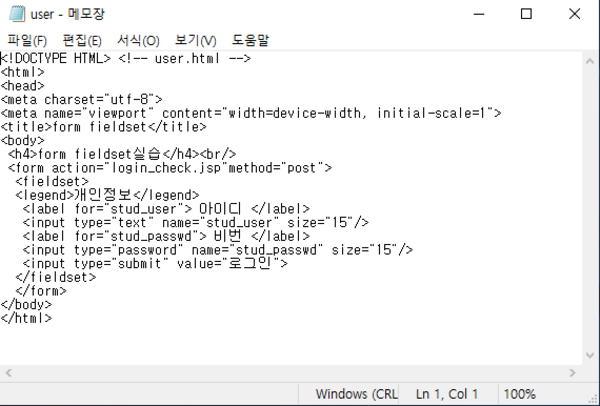 user - 메모장
파일(F) 편집(E) 서식(O) 보기(V) 도움말
<!DOCTYPE HTML> <!-- user.html -->
<html>
<head>
<meta charset="utf-8">
<meta name="viewport" content="width=device-width, initial-scale=1">
<title>form fieldset</title>
<body>
 <h4>form fieldset실습</h4><br/>
 <form action="login_check.jsp"method="post">
  <fieldset>
  <legend>개인정보</legend>
   <label for="stud_user"> 아이디 </label>
   <input type="text" name="stud_user" size="15"/>
   <label for="stud_passwd"> 비번 </label>
   <input type="password" name="stud_passwd" size="15"/>
   <input type="submit" value="로그인">
  </fieldset>
  </form>
</body>
</html>
Windows (CRL Ln 1, Col 1 100%